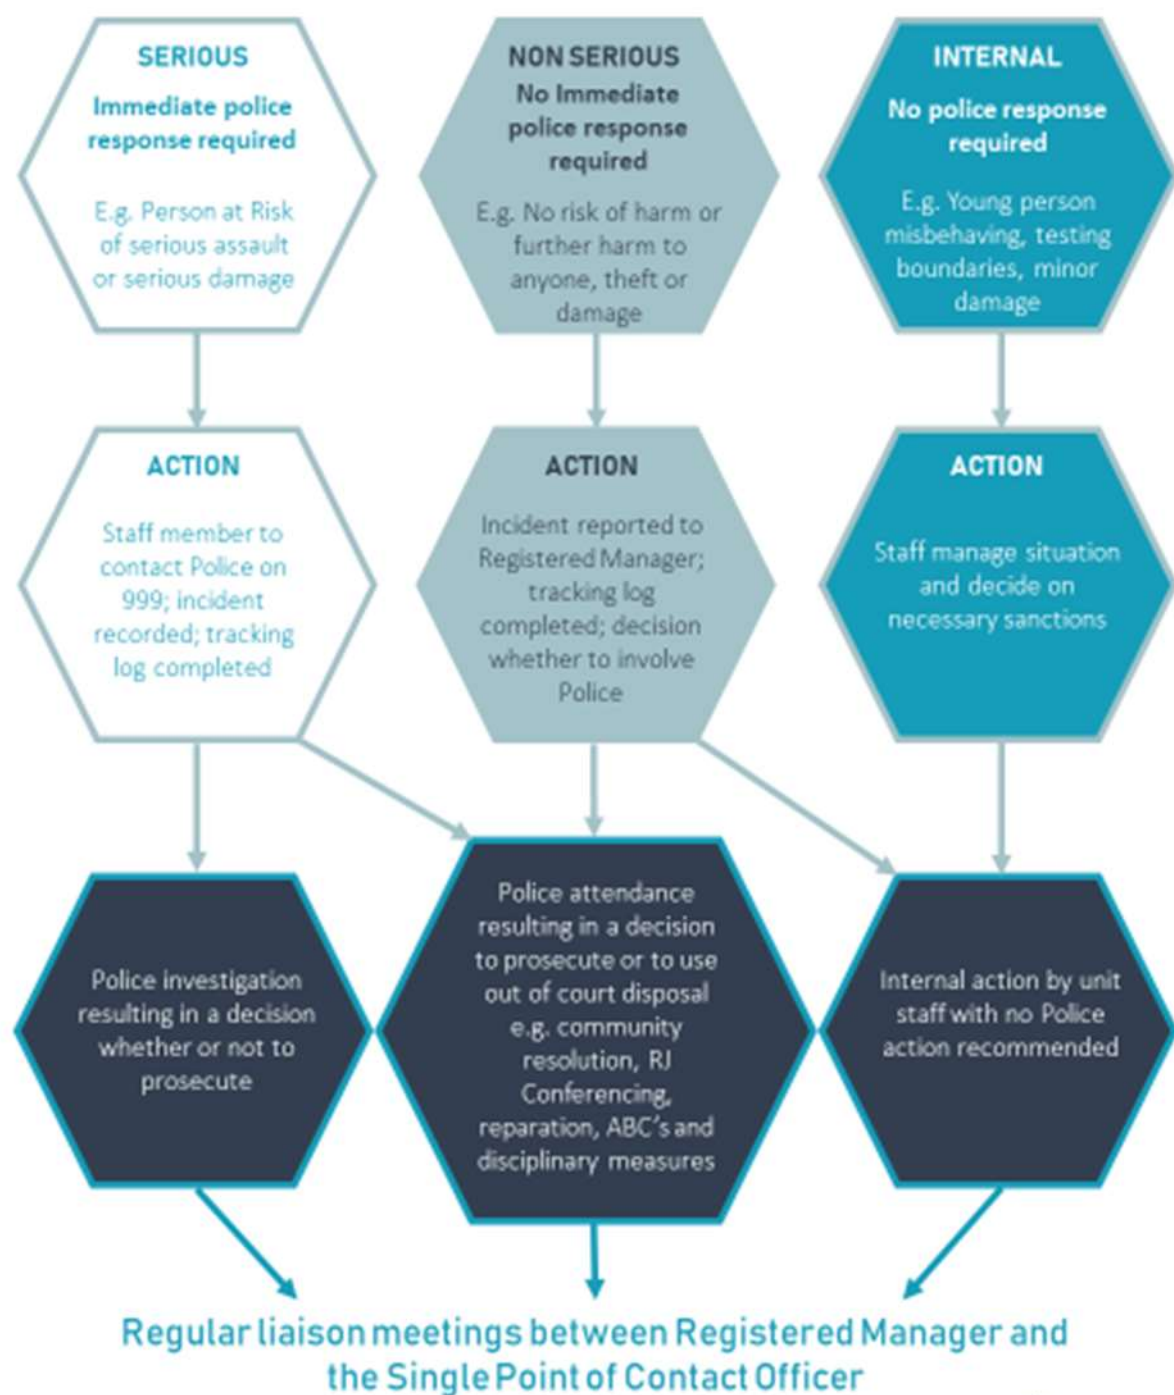 SERIOUS
Immediate police
response required
E.g. Person at Risk
of serious assault
or serious damage
NON SERIOUS
No Immediate
police response
required
E.g. No risk of harm or
further harm to
anyone, theft or
damage
INTERNAL
No police response
required
E.g. Young person
misbehaving, testing
boundaries, minor
damage
ACTION
Staff member to
contact Police on
999; incident
recorded; tracking
log completed
ACTION
Incident reported to
Registered Manager;
tracking log
completed; decision
whether to involve
Police
ACTION
Staff manage situation
and decide on
necessary sanctions
Police investigation
resulting in a decision
whether or not to
prosecute
Police attendance
resulting in a decision
to prosecute or to use
out of court disposal
e.g. community
resolution, RJ
Conferencing,
reparation, ABC's and
disciplinary measures
Internal action by unit
staff with no Police
action recommended
Regular liaison meetings between Registered Manager and
the Single Point of Contact Officer